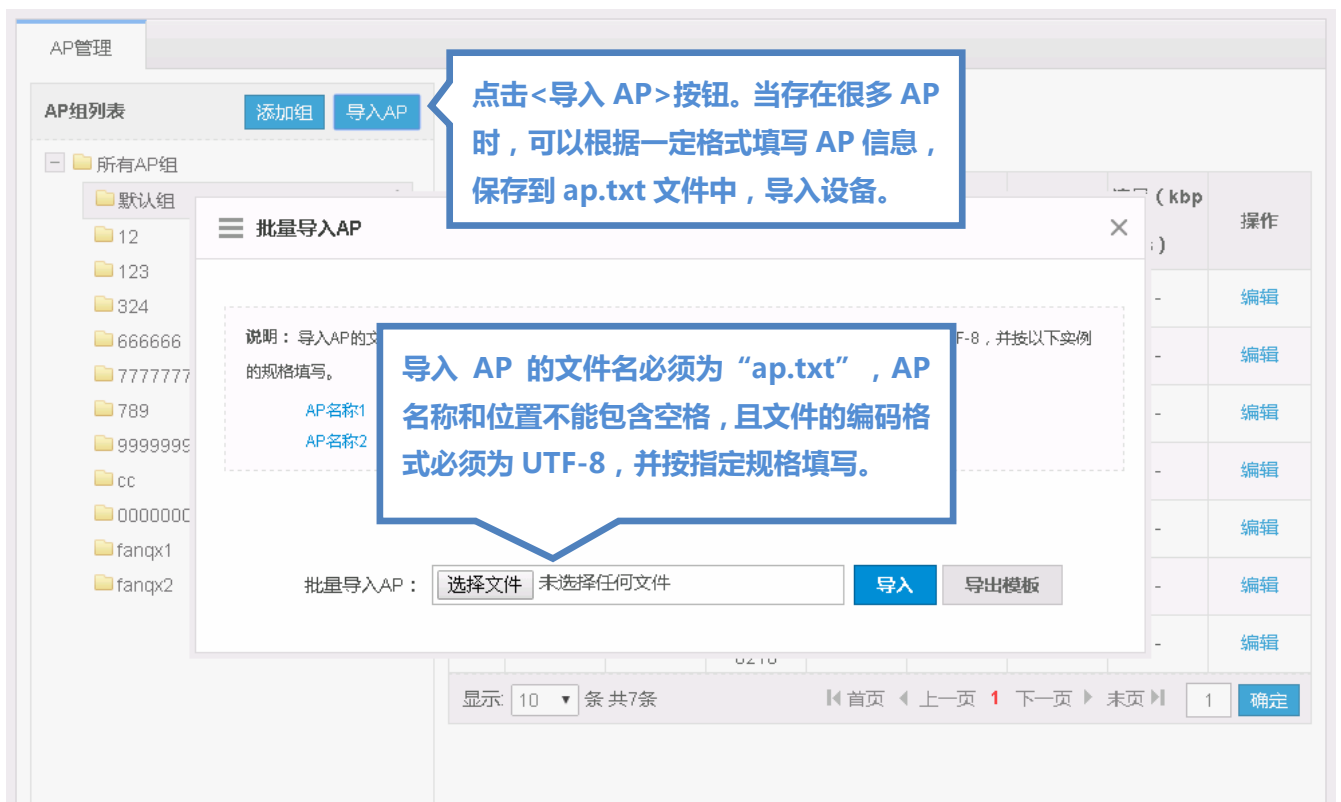 AP管理
AP组列表
添加组
导入AP
点击<导入 AP>按钮。当存在很多 AP
时，可以根据一定格式填写 AP 信息，
保存到 ap.txt 文件中，导入设备。
所有AP组
默认组
12
123
324
666666
7777777
789
9999999
cc
0000000
fanqx1
fanqx2
（kbp
s）
操作
批量导入AP
说明：导入AP的文
F-8，并按以下实例
的规格填写。
AP名称1
AP名称2
导入 AP 的文件名必须为“ap.txt”，AP
名称和位置不能包含空格，且文件的编码格
式必须为 UTF-8，并按指定规格填写。
批量导入AP：
选择文件
未选择任何文件
导入
导出模板
-
编辑
-
编辑
-
编辑
-
编辑
-
编辑
-
编辑
-
编辑
显示: 10 条 共7条
首页 上一页 1 下一页 末页 1 确定